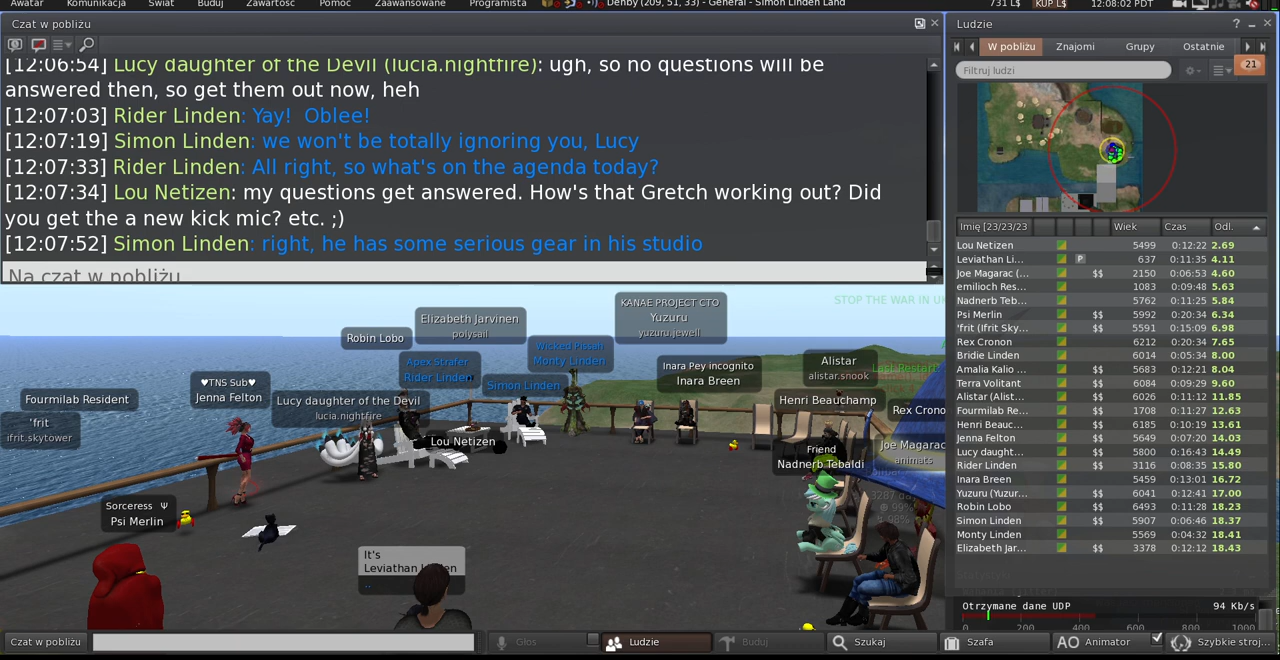 Awatar Komunikacja Świat Buduj Zawartość Pomoc Zaawansowane Programista Denby (209, 51, 33) - General - Simon Linden Land 731 L$ KUP L$ 12:08:02 PDT
Czat w pobliżu
[12:06:54] Lucy daughter of the Devil (lucia.nightfire): ugh, so no questions will be
answered then, so get them out now, heh
[12:07:03] Rider Linden: Yay!  Oblee!
[12:07:19] Simon Linden: we won't be totally ignoring you, Lucy
[12:07:33] Rider Linden: All right, so what's on the agenda today?
[12:07:34] Lou Netizen: my questions get answered. How's that Gretch working out? Did
you get the a new kick mic? etc. ;)
[12:07:52] Simon Linden: right, he has some serious gear in his studio
Na czat w pobliżu
STOP THE WAR IN
KANAE PROJECT CTO
Yuzuru
yuzuru.jewell
Elizabeth Jarvinen
polysail
Robin Lobo
Wicked Pissah
Monty Linden
Apex Strafer
Rider Linden
Simon Linden
Inara Pey incognito
Inara Breen
Alistar
alistar.snook
Last Restart:
♥TNS Sub♥
Jenna Felton
Fourmilab Resident
Lucy daughter of the Devil
lucia.nightfire
Henri Beauchamp
Rex Crono
'frit
ifrit.skytower
Lou Netizen
Joe Magarac
animats
Friend
Nadnerb Tebaldi
3287 da
99%
98%
Sorceress Ψ
Psi Merlin
It's
Leviathan Linden
Ludzie
W pobliżu Znajomi Grupy Ostatnie
Filtruj ludzi
21
Imię [23/23/23 Wiek Czas Odl.
Lou Netizen 5499 0:12:22 2.69
Leviathan Li... P 637 0:11:35 4.11
Joe Magarac (... $$ 2150 0:06:53 4.60
emilioch Res... 1083 0:09:48 5.63
Nadnerb Teb... 5762 0:11:25 5.84
Psi Merlin $$ 5992 0:20:34 6.34
'frit (Ifrit Sky... $$ 5591 0:15:09 6.98
Rex Cronon 6212 0:20:34 7.65
Bridie Linden 6014 0:05:34 8.00
Amalia Kalio ... $$ 5683 0:12:21 8.04
Terra Volitant $$ 6084 0:09:29 9.60
Alistar (Alist... $$ 6026 0:11:12 11.85
Fourmilab Re... $$ 1708 0:11:27 12.63
Henri Beauc... $$ 6185 0:10:19 13.61
Jenna Felton $$ 5649 0:07:20 14.03
Lucy daught... $$ 5800 0:16:43 14.49
Rider Linden $$ 3116 0:08:35 15.80
Inara Breen 5459 0:13:01 16.72
Yuzuru (Yuzur... $$ 6041 0:12:41 17.00
Robin Lobo $$ 6493 0:11:28 18.23
Simon Linden $$ 5907 0:06:46 18.37
Monty Linden 5569 0:04:32 18.41
Elizabeth Jar... $$ 3378 0:12:12 18.43
Otrzymane dane UDP 94 Kb/s
0 200 400 600 800 1000
Czat w pobliżu Głos Ludzie Buduj Szukaj Szafa AO Animator Szybkie stroj...